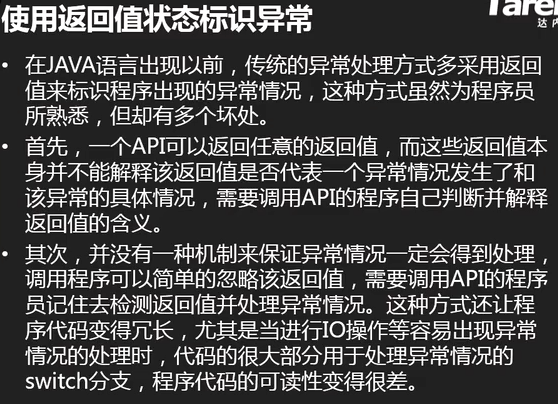 使用返回值状态标识异常
达内
• 在JAVA语言出现以前，传统的异常处理方式多采用返回
值来标识程序出现的异常情况，这种方式虽然为程序员
所熟悉，但却有多个坏处。
• 首先，一个API可以返回任意的返回值，而这些返回值本
身并不能解释该返回值是否代表一个异常情况发生了和
该异常的具体情况，需要调用API的程序自己判断并解释
返回值的含义。
• 其次，并没有一种机制来保证异常情况一定会得到处理，
调用程序可以简单的忽略该返回值，需要调用API的程序
员记住去检测返回值并处理异常情况。这种方式还让程
序代码变得冗长，尤其是当进行IO操作等容易出现异常
情况的处理时，代码的很大部分用于处理异常情况的
switch分支，程序代码的可读性变得很差。